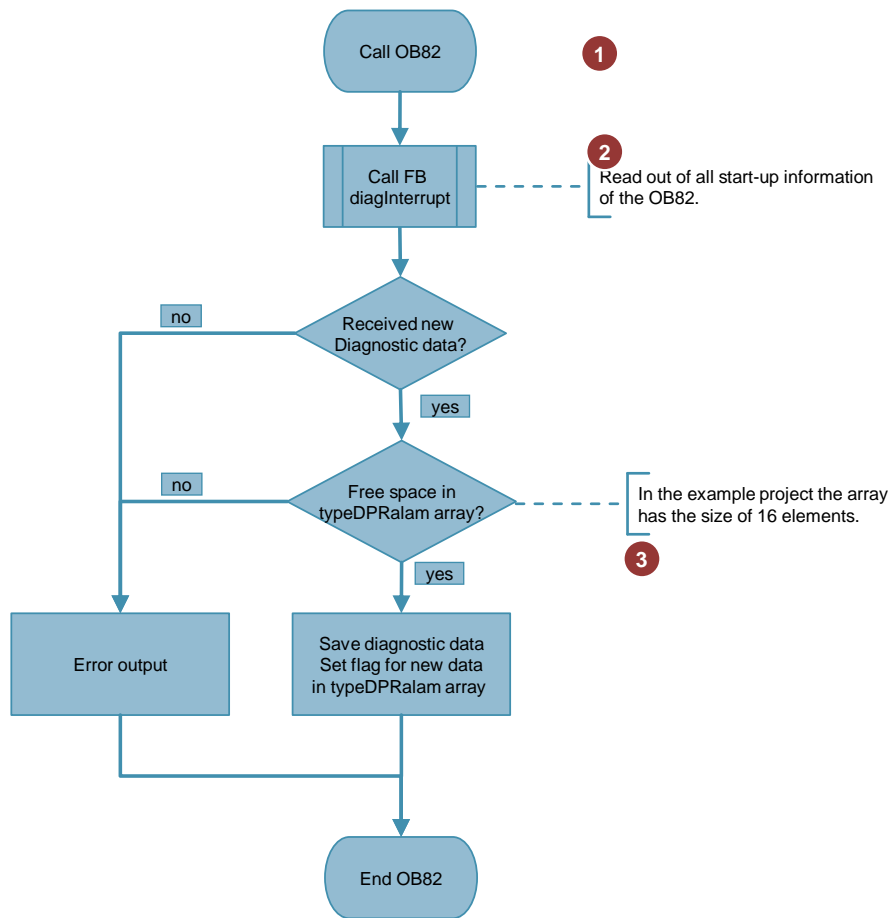 Call OB82
1
2
Call FB
diagInterrupt
Read out of all start-up information
of the OB82.
no
Received new
Diagnostic data?
yes
no
Free space in
typeDPRalam array?
In the example project the array
has the size of 16 elements.
3
yes
Error output
Save diagnostic data
Set flag for new data
in typeDPRalam array
End OB82